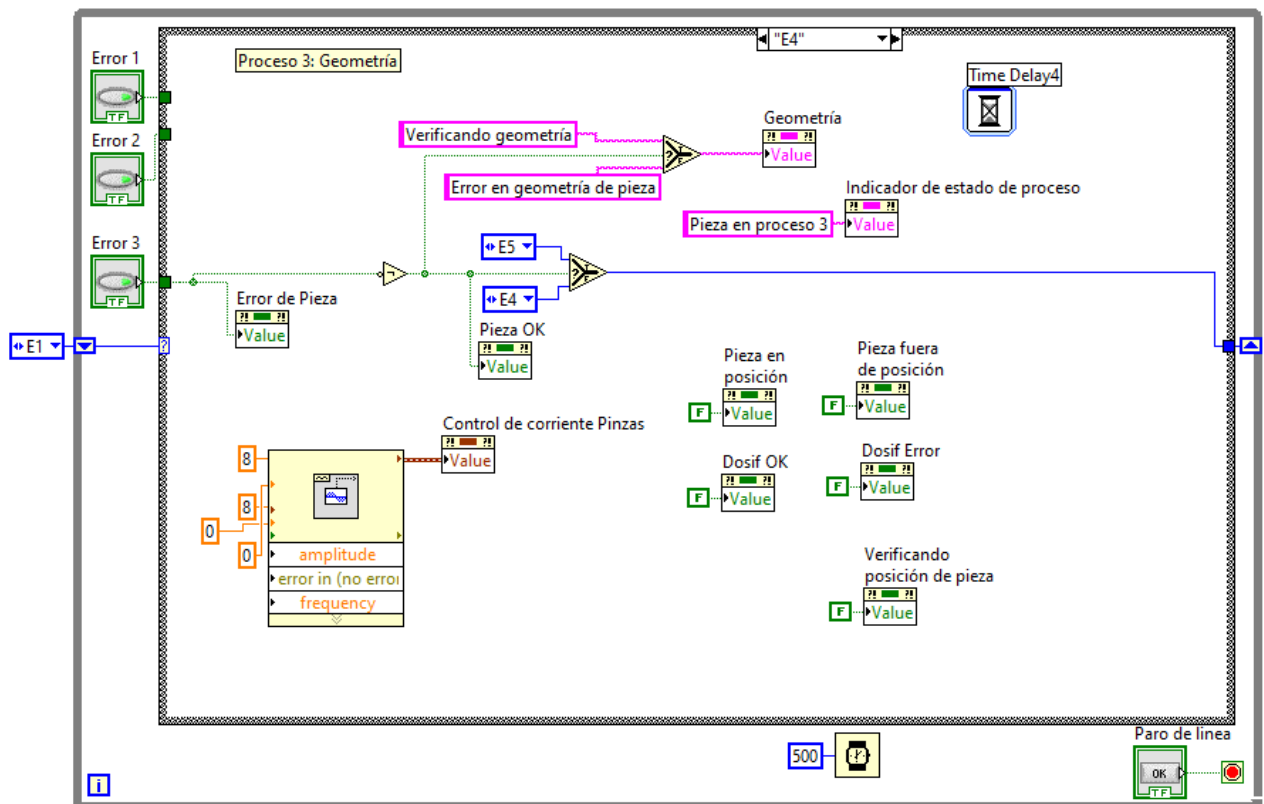 "E4"
Error 1
TF
Proceso 3: Geometría
Time Delay4
Error 2
TF
Verificando geometría
Error en geometría de pieza
?
T
F
Geometría
?! ?!
Value
Indicador de estado de proceso
Pieza en proceso 3
?! ?!
Value
Error 3
TF
E5
E4
?
T
F
Error de Pieza
?! ?!
Value
Pieza OK
?! ?!
Value
E1
?
Pieza en
posición
F
?! ?!
Value
Pieza fuera
de posición
F
?! ?!
Value
Control de corriente Pinzas
?! ?!
Value
8
8
0
0
amplitude
error in (no error
frequency
Dosif OK
F
?! ?!
Value
Dosif Error
F
?! ?!
Value
Verificando
posición de pieza
F
?! ?!
Value
500
Paro de linea
OK
TF
i